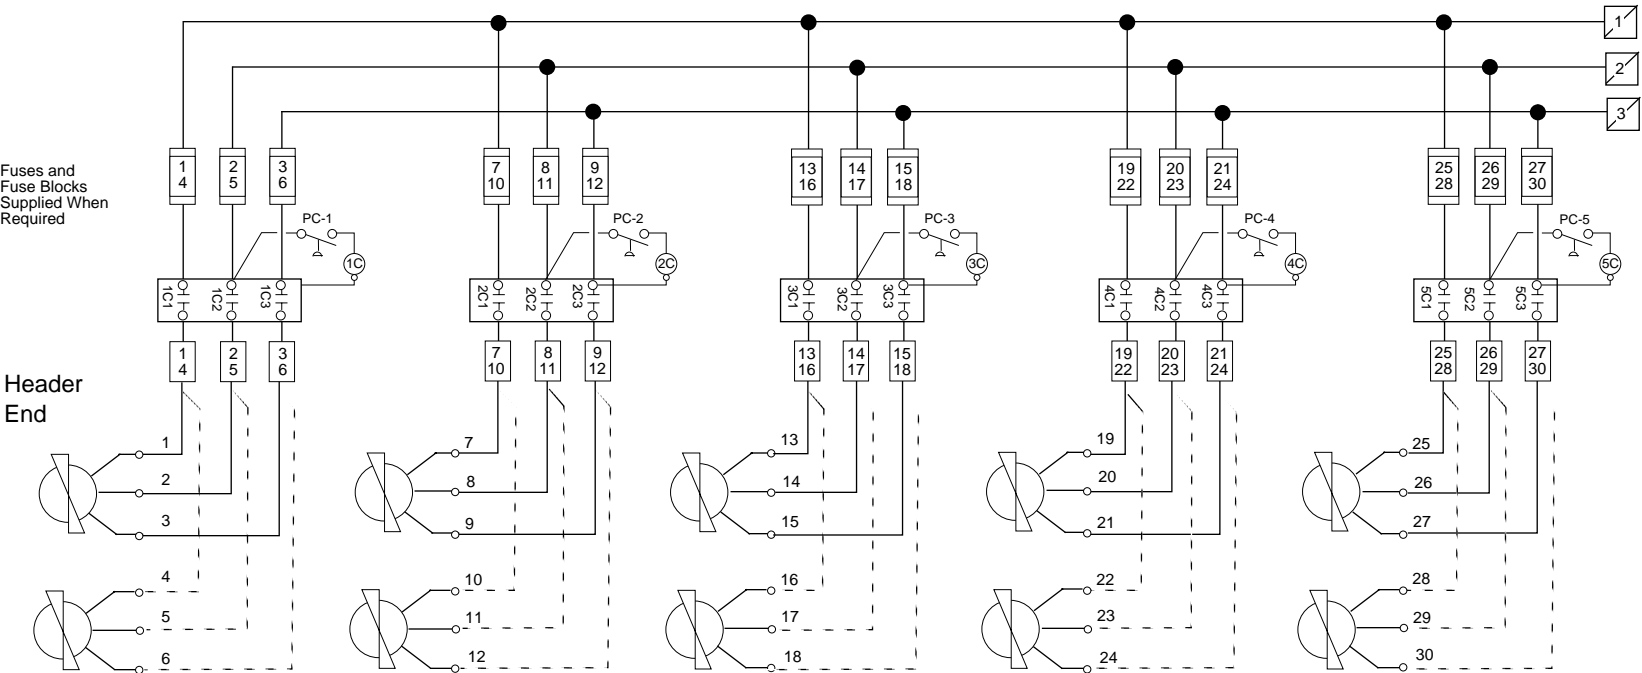 1
2
3
Fuses and
Fuse Blocks
Supplied When
Required
1 2 3 7 8 9 13 14 15 19 20 21 25 26 27
4 5 6 10 11 12 16 17 18 22 23 24 28 29 30
PC-1 PC-2 PC-3 PC-4 PC-5
1C 2C 3C 4C 5C
1C1 1C2 1C3 2C1 2C2 2C3 3C1 3C2 3C3 4C1 4C2 4C3 5C1 5C2 5C3
1 2 3 7 8 9 13 14 15 19 20 21 25 26 27
4 5 6 10 11 12 16 17 18 22 23 24 28 29 30
Header
End
1 7 13 19 25
2 8 14 20 26
3 9 15 21 27
4 10 16 22 28
5 11 17 23 29
6 12 18 24 30